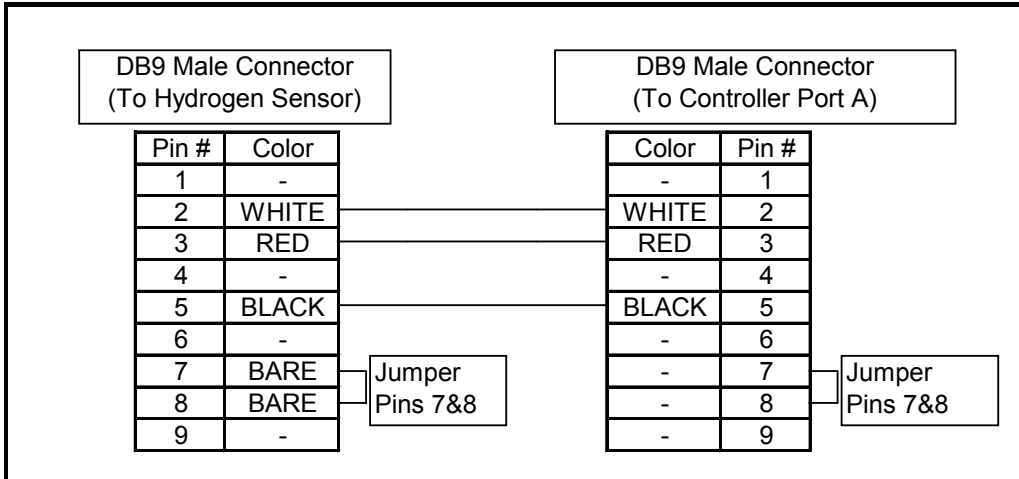 DB9 Male Connector
(To Hydrogen Sensor)
Pin # Color
1 -
2 WHITE
3 RED
4 -
5 BLACK
6 -
7 BARE
8 BARE
9 -
Jumper
Pins 7&8
DB9 Male Connector
(To Controller Port A)
Color Pin #
- 1
WHITE 2
RED 3
- 4
BLACK 5
- 6
- 7
- 8
- 9
Jumper
Pins 7&8